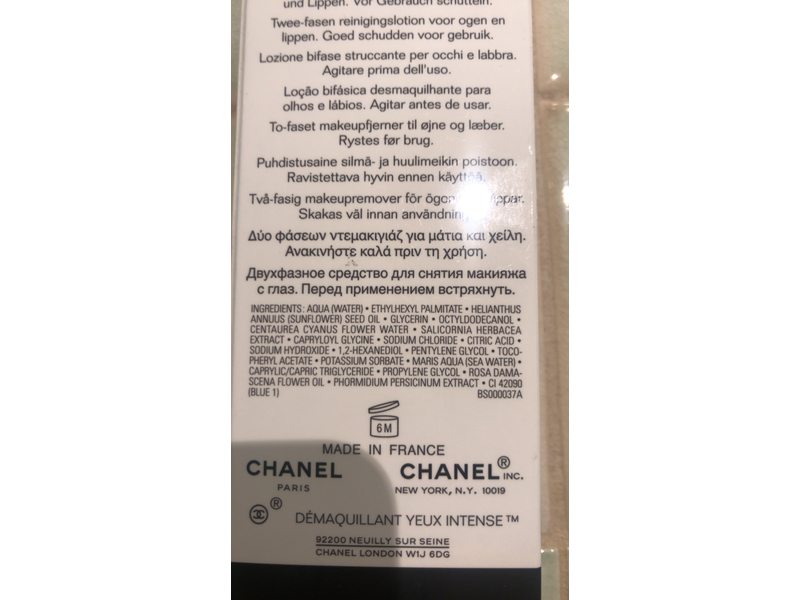 und Lippen. Vor Gebrauch schütteln.
Twee-fasen reinigingslotion voor ogen en
lippen. Goed schudden voor gebruik.
Lozione bifase struccante per occhi e labbra.
Agitare prima dell'uso.
Loção bifásica desmaquilhante para
olhos e lábios. Agitar antes de usar.
To-faset makeupfjerner til øjne og læber.
Rystes før brug.
Puhdistusaine silmä- ja huulimeikin poistoon.
Ravistettava hyvin ennen käyttöä.
Två-fasig makeupremover för
Skakas väl innan
Δύο φάσεων ντεμακιγιάζ για μάτια και χείλη.
Ανακινήστε καλά πριν τη χρήση.
Двухфазное средство для снятия макияжа
с глаз. Перед применением встряхнуть.
INGREDIENTS: AQUA (WATER) • ETHYLHEXYL PALMITATE • HELIANTHUS
ANNUUS (SUNFLOWER) SEED OIL • GLYCERIN • OCTYLDODECANOL •
CENTAUREA CYANUS FLOWER WATER • SALICORNIA HERBACEA
EXTRACT • CAPRYLOYL GLYCINE • SODIUM CHLORIDE • CITRIC ACID •
SODIUM HYDROXIDE • 1,2-HEXANEDIOL • PENTYLENE GLYCOL • TOCO-
PHERYL ACETATE • POTASSIUM SORBATE • MARIS AQUA (SEA WATER) •
CAPRYLIC/CAPRIC TRIGLYCERIDE • PROPYLENE GLYCOL • ROSA DAMA-
SCENA FLOWER OIL • PHORMIDIUM PERSICINUM EXTRACT • CI 42090
(BLUE 1) BS000037A
6M
MADE IN FRANCE
CHANEL CHANEL® INC.
PARIS NEW YORK, N.Y. 10019
® DÉMAQUILLANT YEUX INTENSE™
92200 NEUILLY SUR SEINE
CHANEL LONDON W1J 6DG